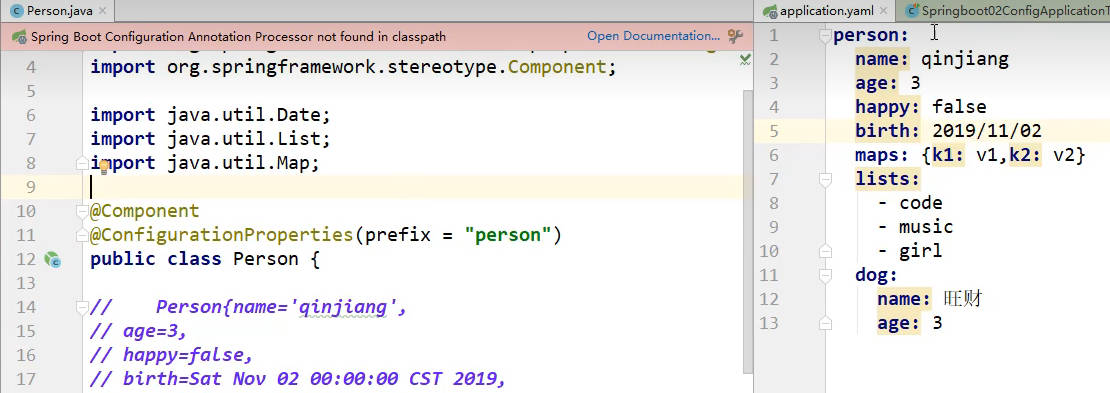 Person.java
application.yaml
Springboot02ConfigApplicationT
Spring Boot Configuration Annotation Processor not found in classpath
Open Documentation...
4 import org.springframework.stereotype.Component;
5
6 import java.util.Date;
7 import java.util.List;
8 import java.util.Map;
9
10 @Component
11 @ConfigurationProperties(prefix = "person")
12 public class Person {
13
14 //    Person{name='qinjiang',
15 // age=3,
16 // happy=false,
17 // birth=Sat Nov 02 00:00:00 CST 2019,
1 person:
2   name: qinjiang
3   age: 3
4   happy: false
5   birth: 2019/11/02
6   maps: {k1: v1,k2: v2}
7   lists:
8     - code
9     - music
10     - girl
11   dog:
12     name: 旺财
13     age: 3